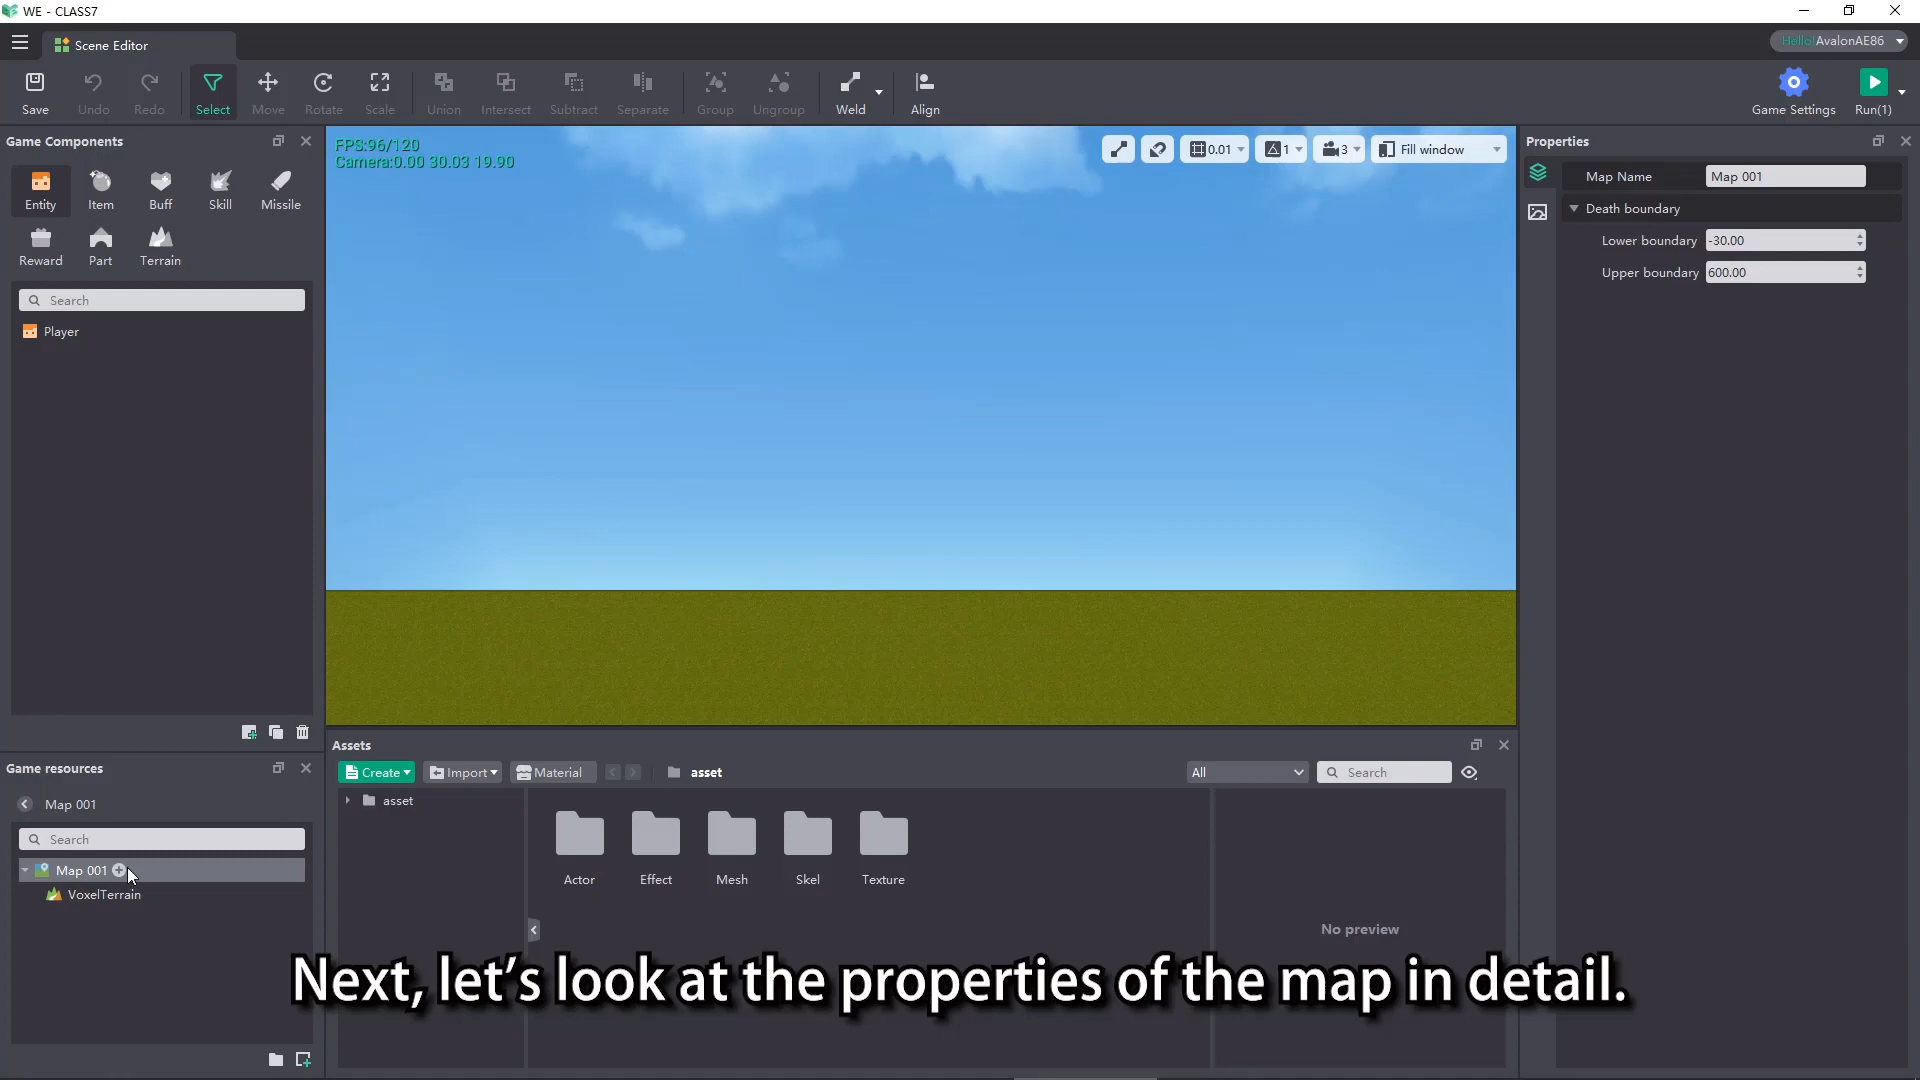 WE - CLASS7
Scene Editor
Hello!AvalonAE86
Save
Undo
Redo
Select
Move
Rotate
Scale
Union
Intersect
Subtract
Separate
Group
Ungroup
Weld
Align
Game Settings
Run(1)
Game Components
Entity
Item
Buff
Skill
Missile
Reward
Part
Terrain
Search
Player
FPS:96/120
Camera:0.00 30.03 19.90
0.01
1
3
Fill window
Properties
Map Name
Map 001
Death boundary
Lower boundary
-30.00
Upper boundary
600.00
Game resources
Map 001
Search
Map 001
VoxelTerrain
Assets
Create
Import
Material
asset
All
Search
asset
Actor
Effect
Mesh
Skel
Texture
No preview
Next, let’s look at the properties of the map in detail.